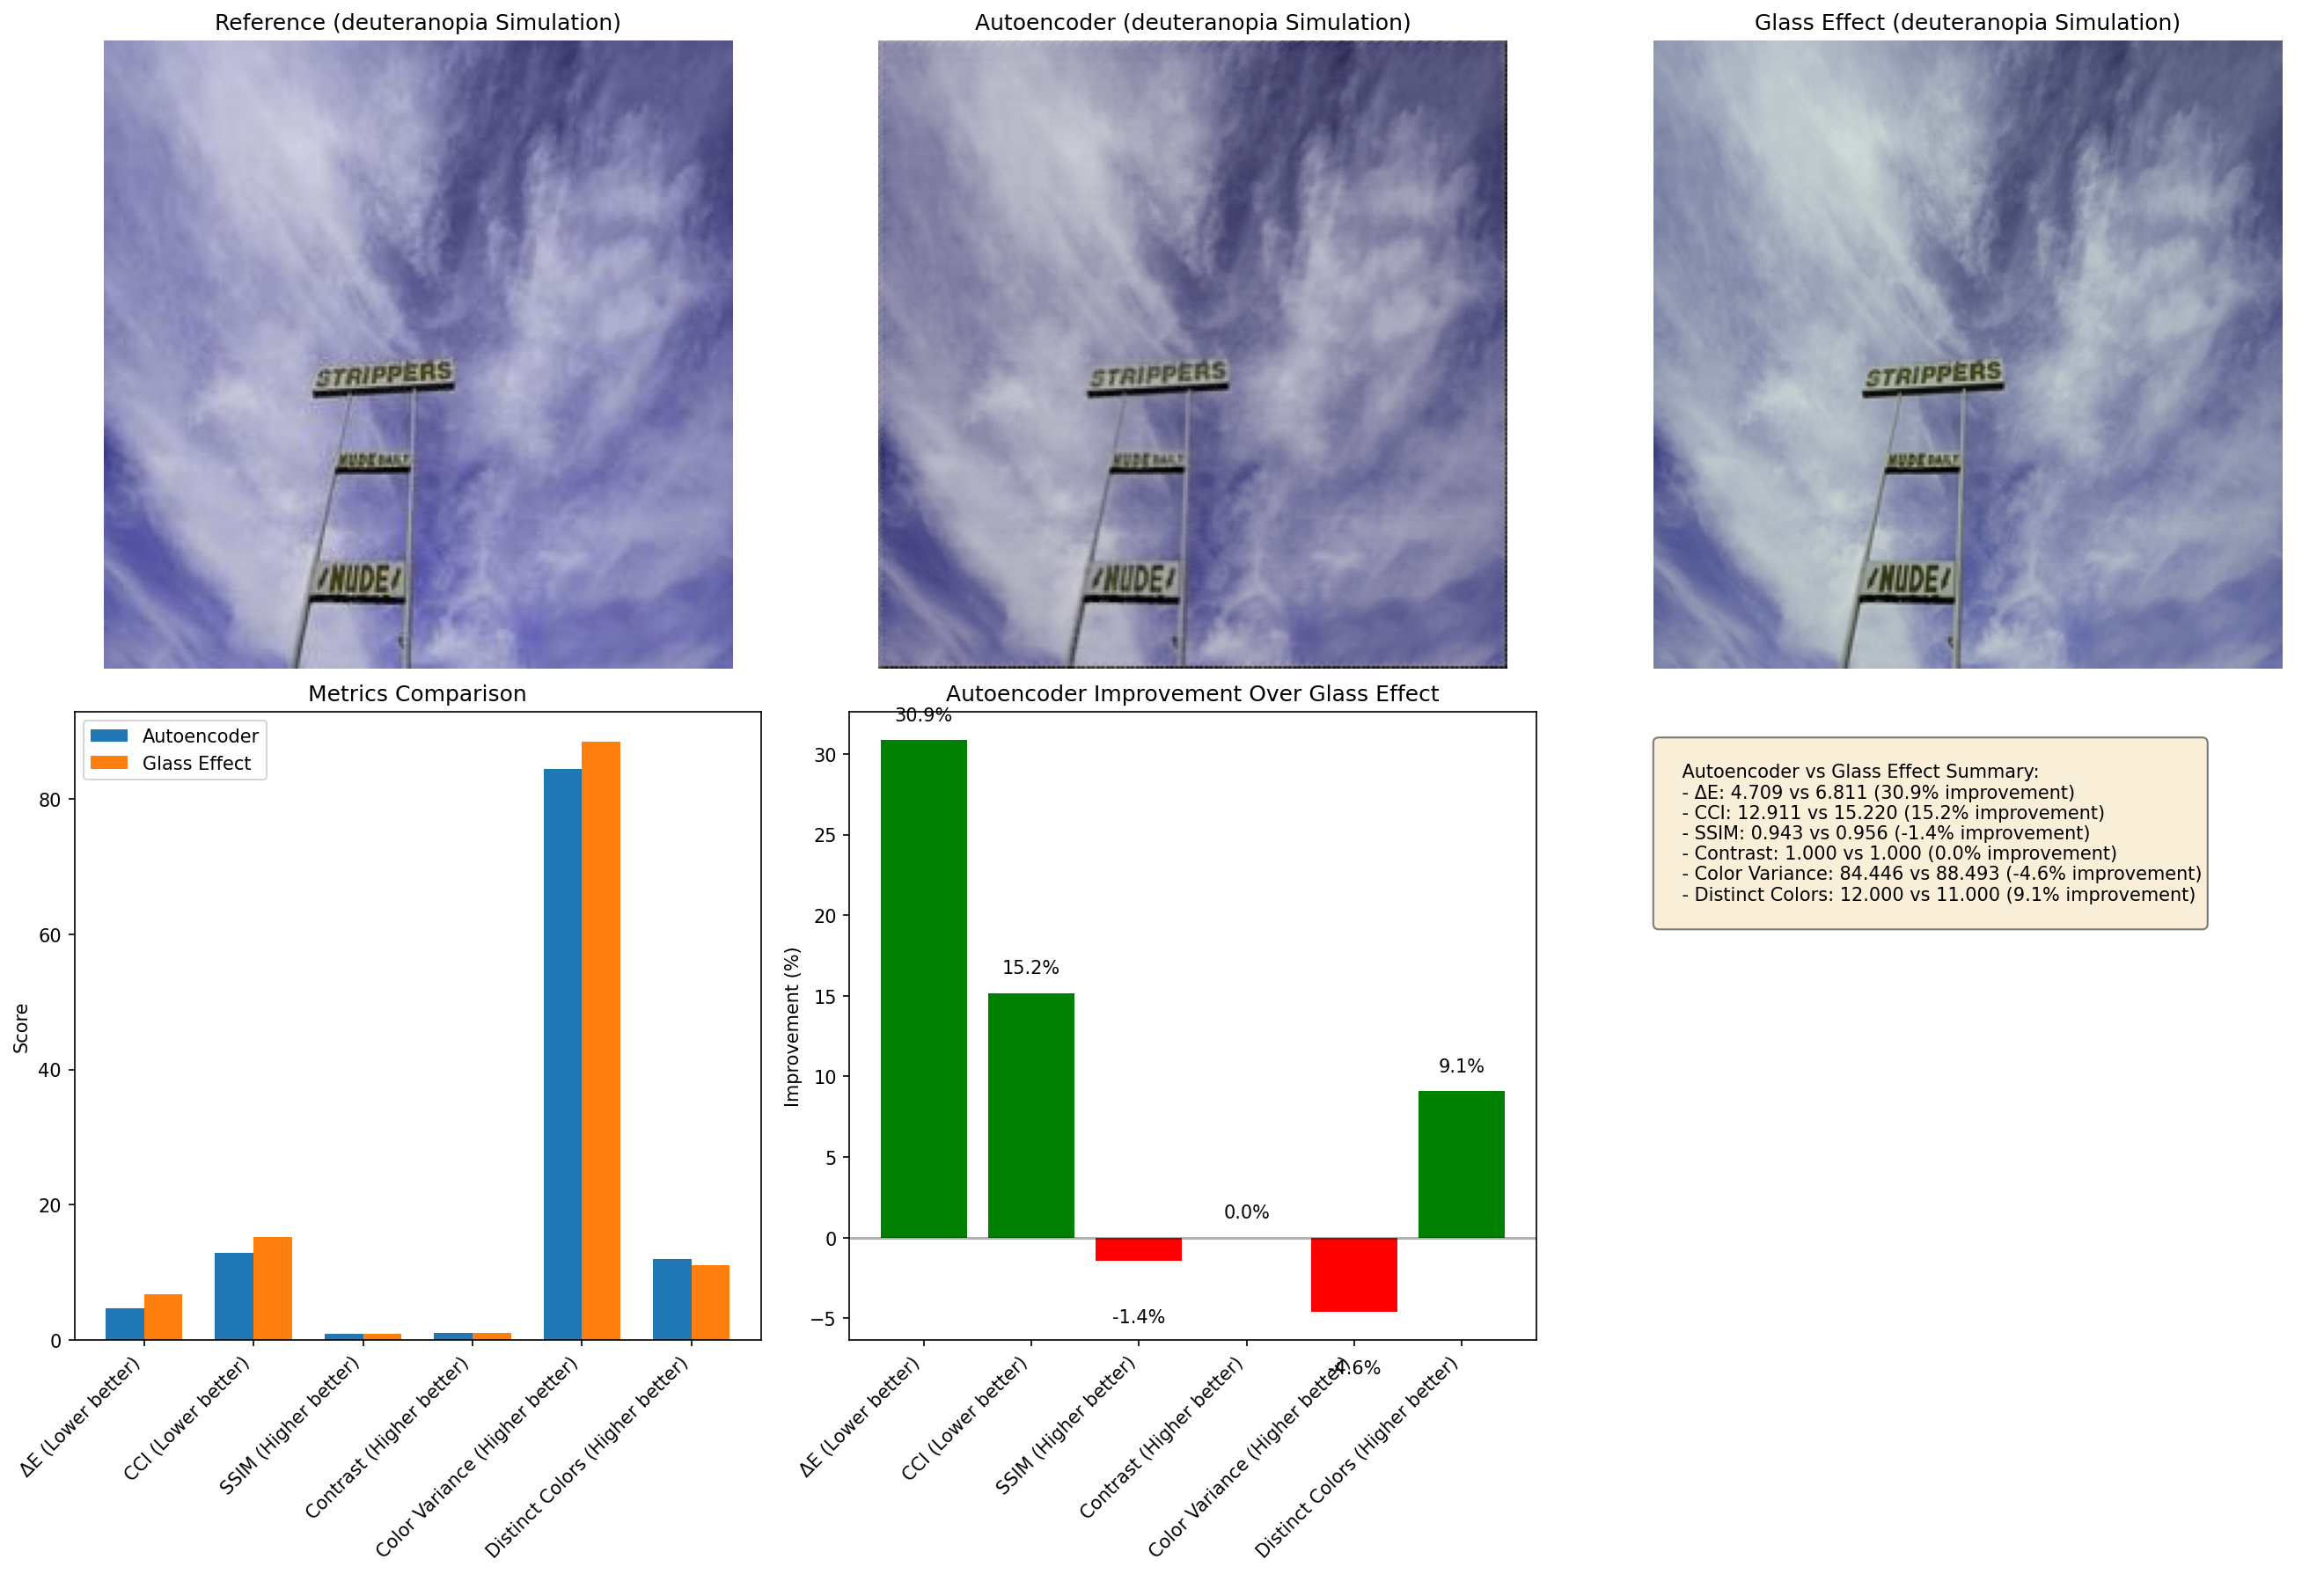 Reference (deuteranopia Simulation)
Autoencoder (deuteranopia Simulation)
Glass Effect (deuteranopia Simulation)
STRIPPERS
NUDE DAILY
/NUDE/
STRIPPERS
NUDE DAILY
/NUDE/
STRIPPERS
NUDE DAILY
/NUDE/
Metrics Comparison
Autoencoder
Glass Effect
Score
80
60
40
20
0
ΔE (Lower better)
CCI (Lower better)
SSIM (Higher better)
Contrast (Higher better)
Color Variance (Higher better)
Distinct Colors (Higher better)
Autoencoder Improvement Over Glass Effect
Improvement (%)
30
25
20
15
10
5
0
−5
30.9%
15.2%
-1.4%
0.0%
-4.6%
9.1%
ΔE (Lower better)
CCI (Lower better)
SSIM (Higher better)
Contrast (Higher better)
Color Variance (Higher better)
Distinct Colors (Higher better)
Autoencoder vs Glass Effect Summary:
- ΔE: 4.709 vs 6.811 (30.9% improvement)
- CCI: 12.911 vs 15.220 (15.2% improvement)
- SSIM: 0.943 vs 0.956 (-1.4% improvement)
- Contrast: 1.000 vs 1.000 (0.0% improvement)
- Color Variance: 84.446 vs 88.493 (-4.6% improvement)
- Distinct Colors: 12.000 vs 11.000 (9.1% improvement)